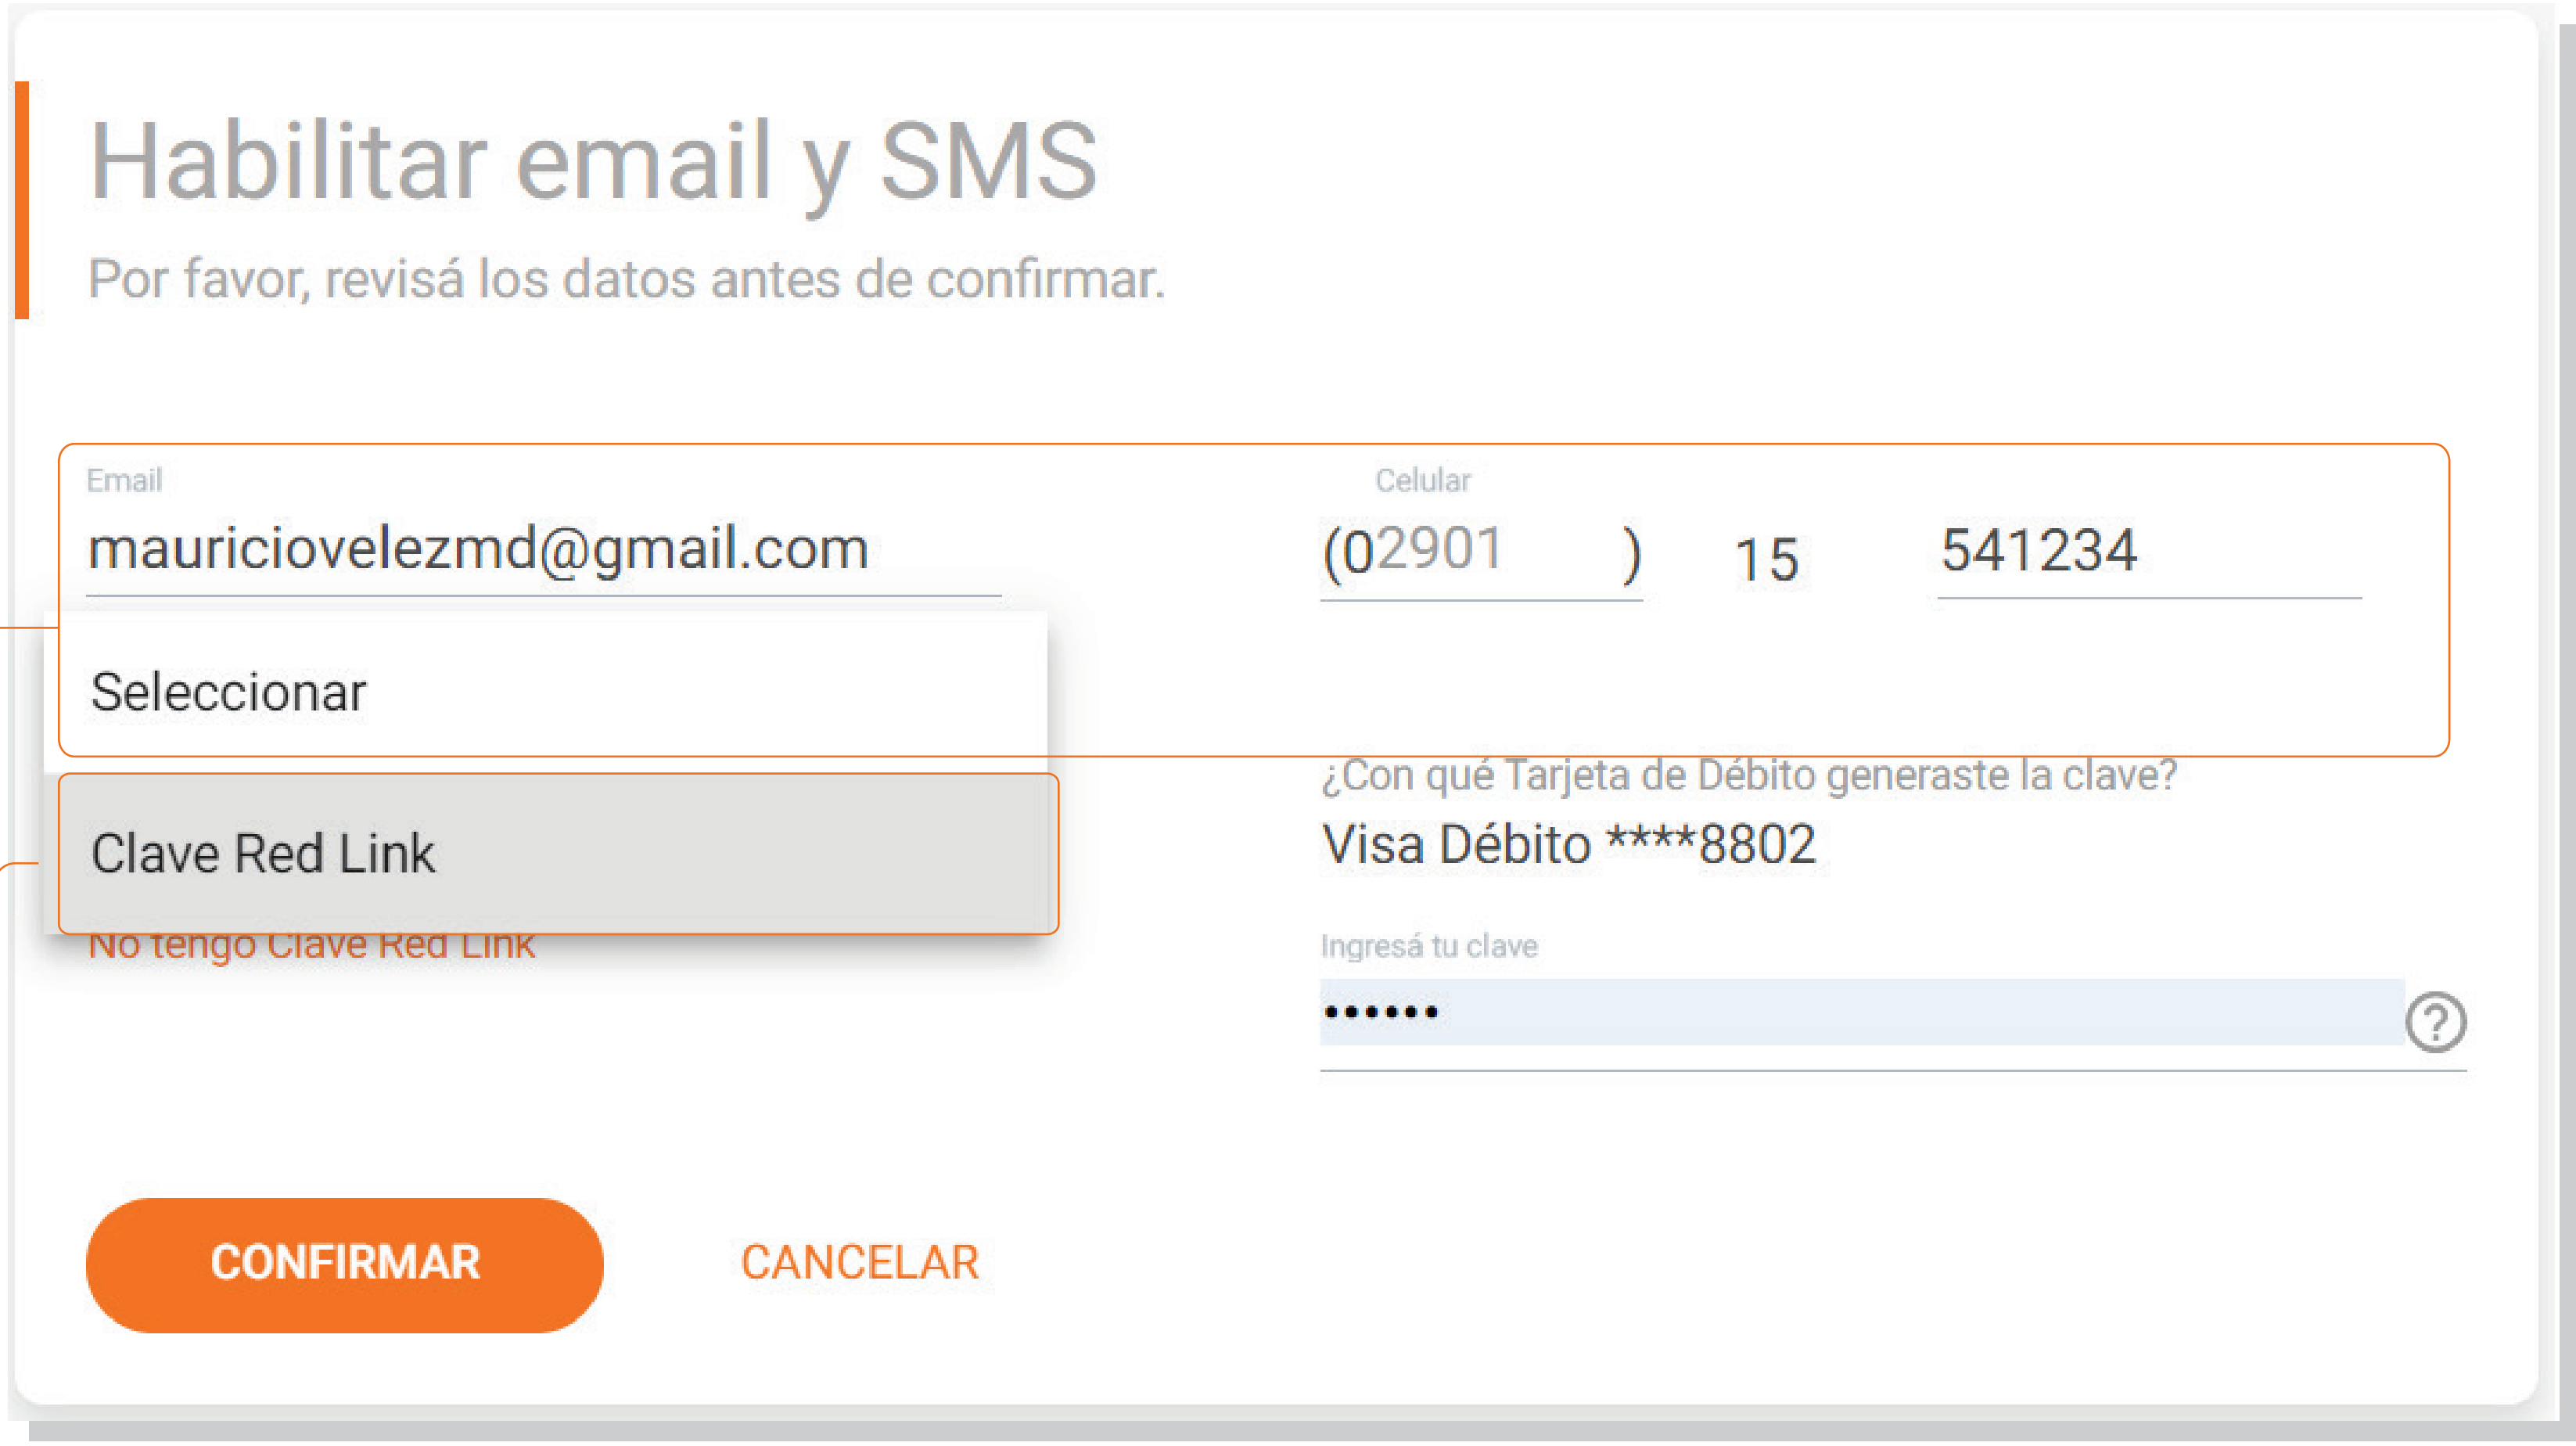 Habilitar email y SMS
Por favor, revisá los datos antes de confirmar.
Email
mauriciovelezmd@gmail.com
Celular
(02901 ) 15 541234
Seleccionar
Clave Red Link
No tengo Clave Red Link
¿Con qué Tarjeta de Débito generaste la clave?
Visa Débito ****8802
Ingresá tu clave
••••••
?
CONFIRMAR
CANCELAR